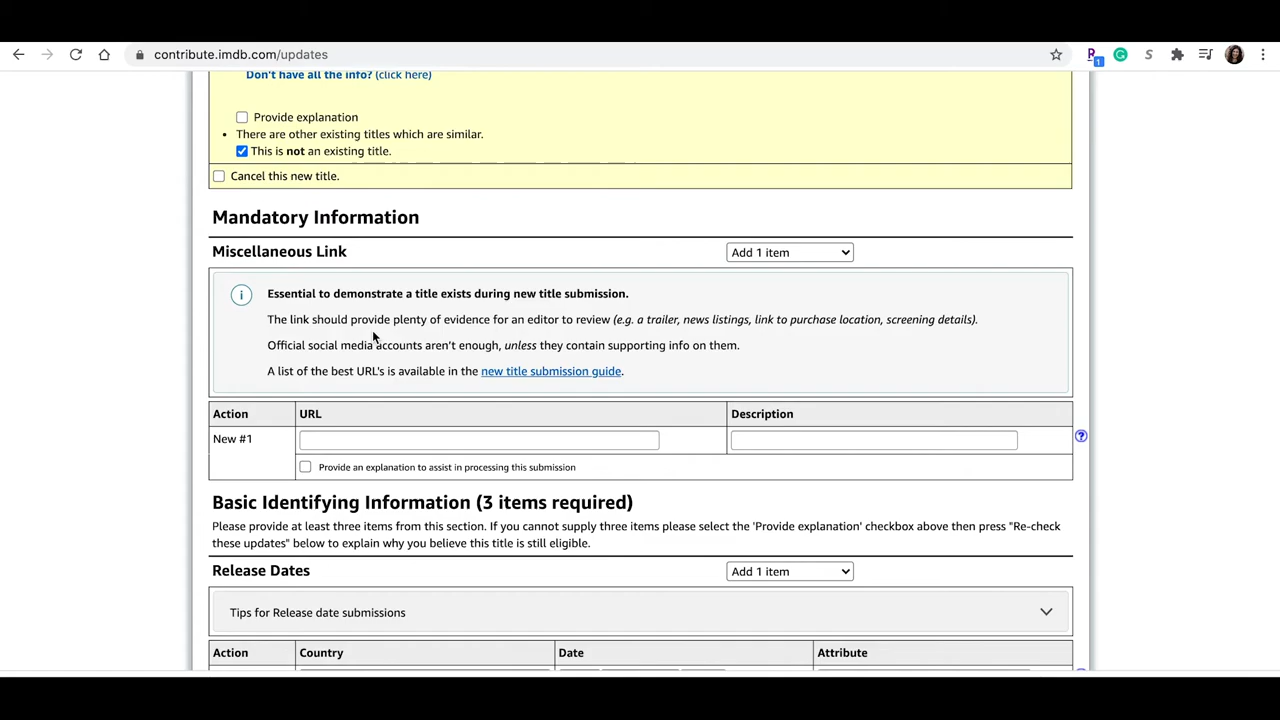 contribute.imdb.com/updates
1
Don't have all the info? (click here)
Provide explanation
There are other existing titles which are similar.
This is not an existing title.
Cancel this new title.
Mandatory Information
Miscellaneous Link
Add 1 item
Essential to demonstrate a title exists during new title submission.
The link should provide plenty of evidence for an editor to review (e.g. a trailer, news listings, link to purchase location, screening details).
Official social media accounts aren't enough, unless they contain supporting info on them.
A list of the best URL's is available in the new title submission guide.
Action URL Description
New #1
Provide an explanation to assist in processing this submission
Basic Identifying Information (3 items required)
Please provide at least three items from this section. If you cannot supply three items please select the 'Provide explanation' checkbox above then press "Re-check
these updates" below to explain why you believe this title is still eligible.
Release Dates
Add 1 item
Tips for Release date submissions
Action Country Date Attribute